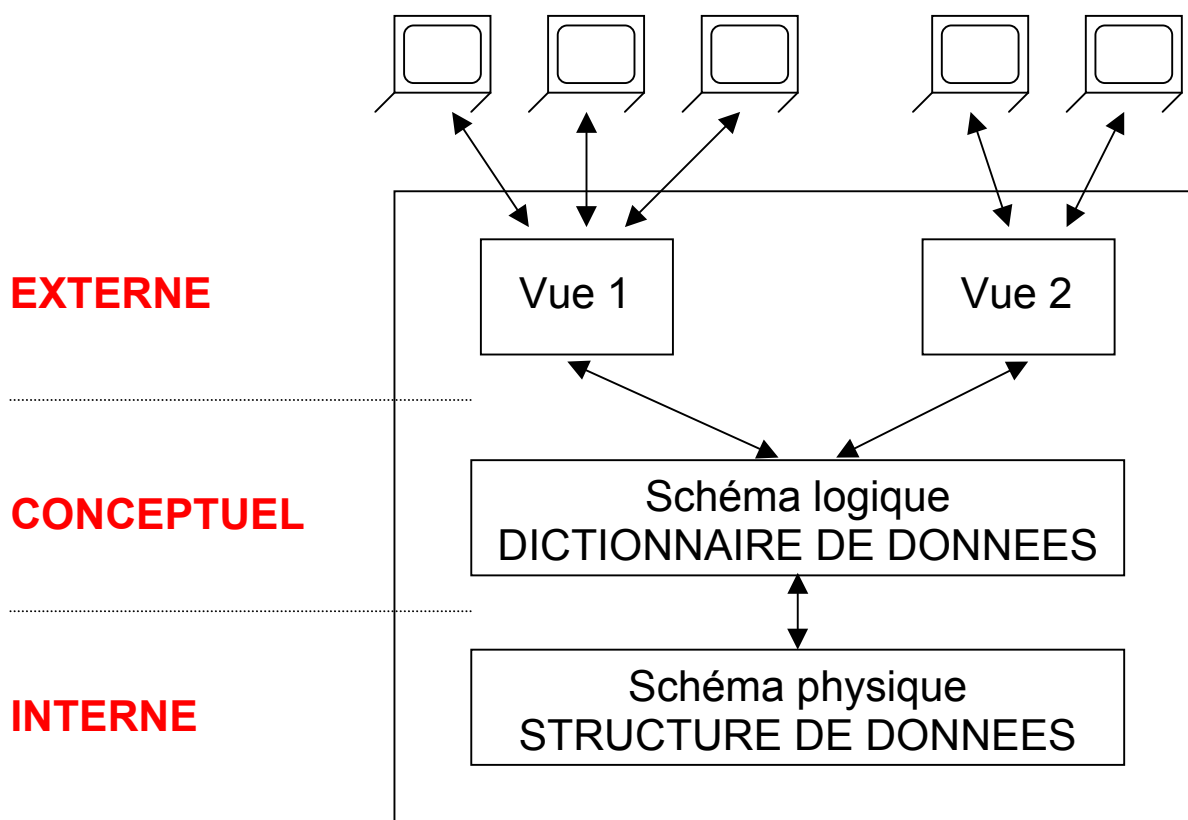 EXTERNE
Vue 1
Vue 2
CONCEPTUEL
Schéma logique
DICTIONNAIRE DE DONNEES
INTERNE
Schéma physique
STRUCTURE DE DONNEES